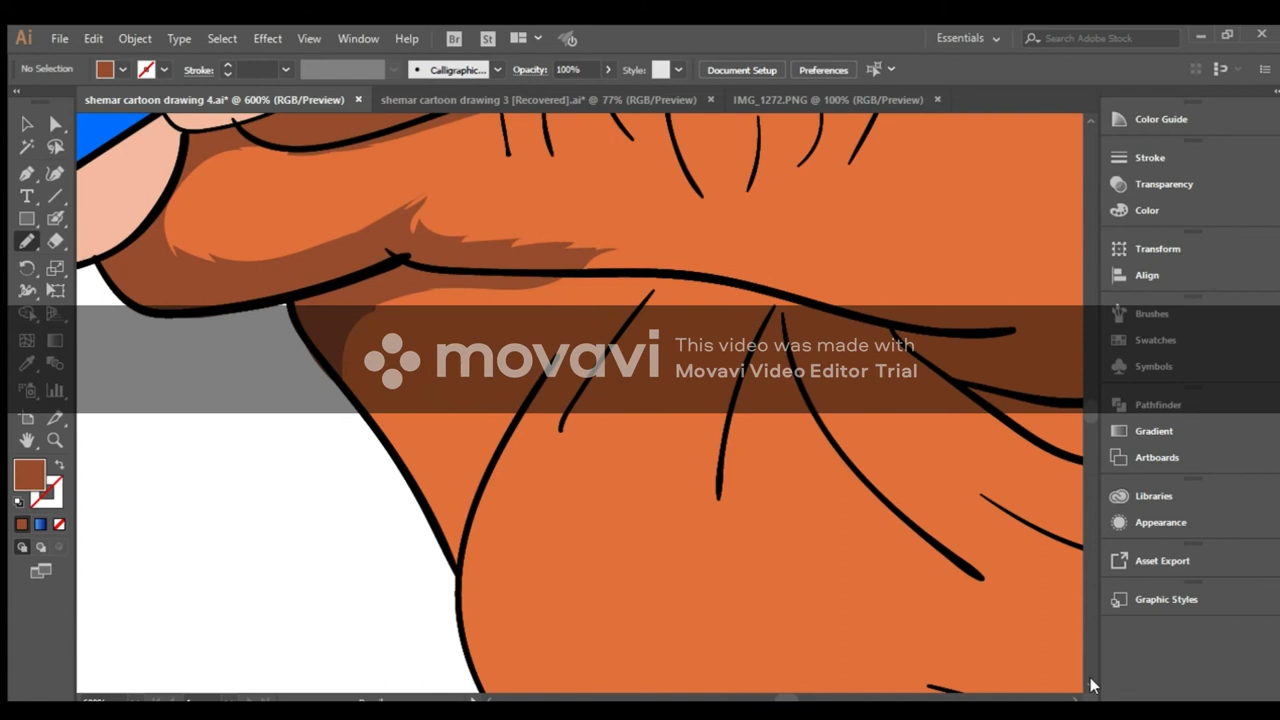 Ai File Edit Object Type Select Effect View Window Help Br St Essentials Search Adobe Stock
No Selection Stroke: Calligraphic... Opacity: 100% Style: Document Setup Preferences
shemar cartoon drawing 4.ai* @ 600% (RGB/Preview) × shemar cartoon drawing 3 [Recovered].ai* @ 77% (RGB/Preview) × IMG_1272.PNG @ 100% (RGB/Preview) ×
Color Guide
Stroke
Transparency
Color
Transform
Align
Brushes
Swatches
Symbols
Pathfinder
Gradient
Artboards
Libraries
Appearance
Asset Export
Graphic Styles
movavi
This video was made with
Movavi Video Editor Trial